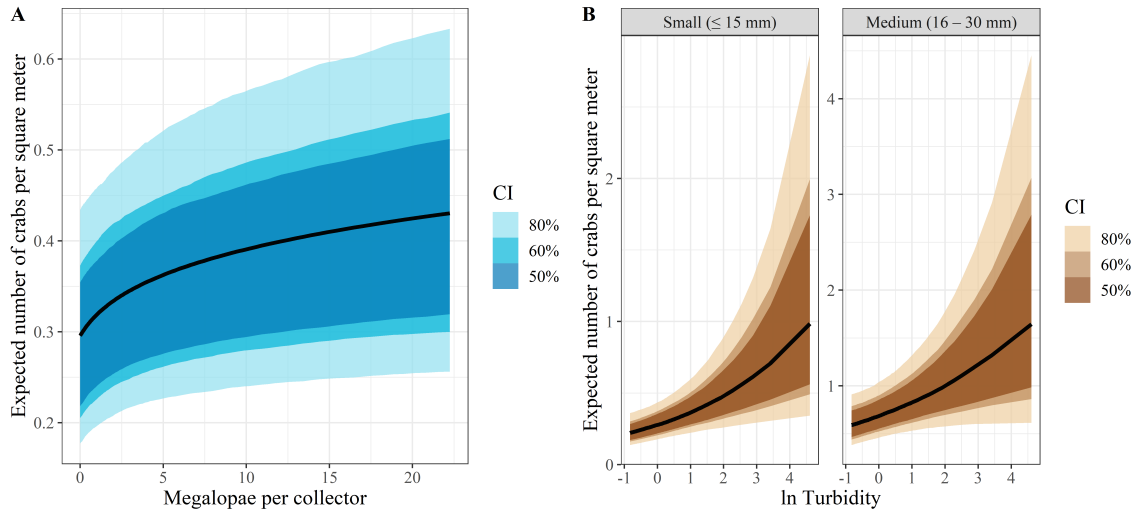 A
Expected number of crabs per square meter
0.6
0.5
0.4
0.3
0.2
0
5
10
15
20
Megalopae per collector
CI
80%
60%
50%
B
Expected number of crabs per square meter
Small (≤ 15 mm)
2
1
0
-1 0 1 2 3 4
Medium (16 – 30 mm)
4
3
2
1
-1 0 1 2 3 4
ln Turbidity
CI
80%
60%
50%